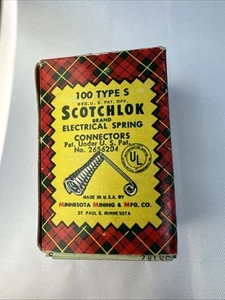 100 TYPE S
REG. U. S. PAT. OFF.
SCOTCHLOK
BRAND
ELECTRICAL SPRING
CONNECTORS
Pat. Under U. S. Pat.
No. 2656204
UL
MADE IN U.S.A. BY
MINNESOTA MINING & MFG. CO.
ST PAUL 6, MINNESOTA